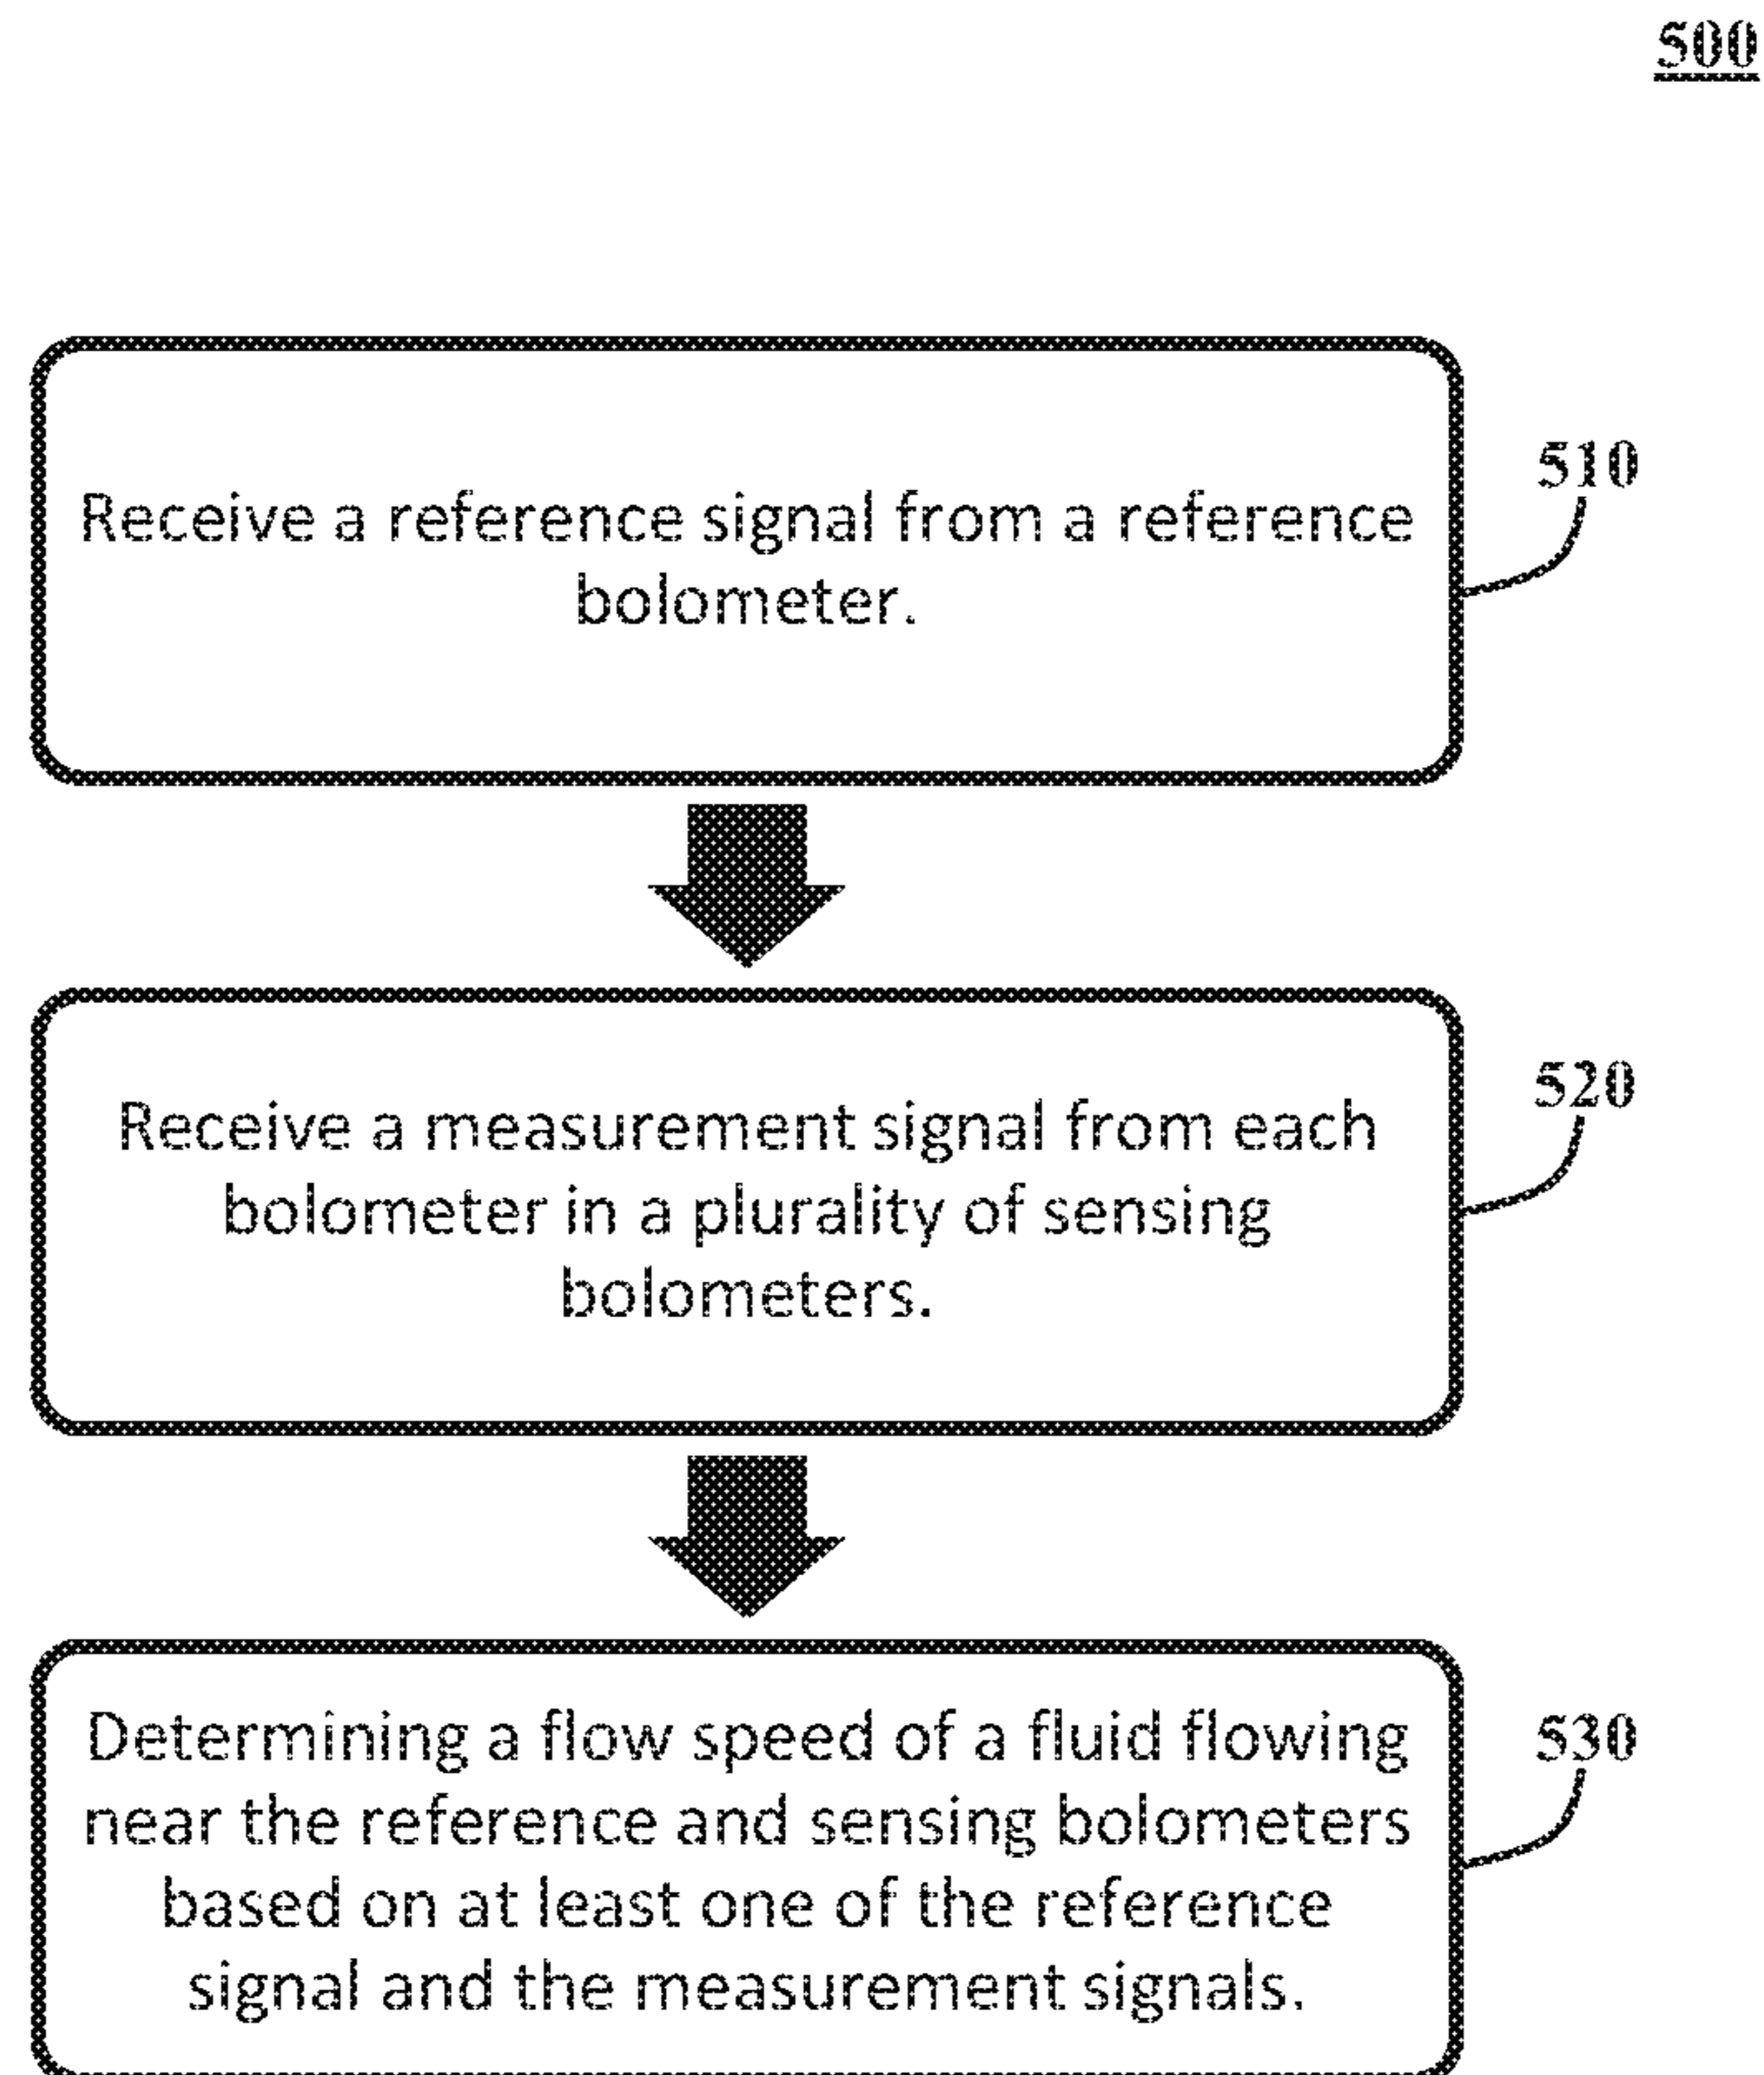 500
Receive a reference signal from a reference
bolometer.
510
Receive a measurement signal from each
bolometer in a plurality of sensing
bolometers.
520
Determining a flow speed of a fluid flowing
near the reference and sensing bolometers
based on at least one of the reference
signal and the measurement signals.
530